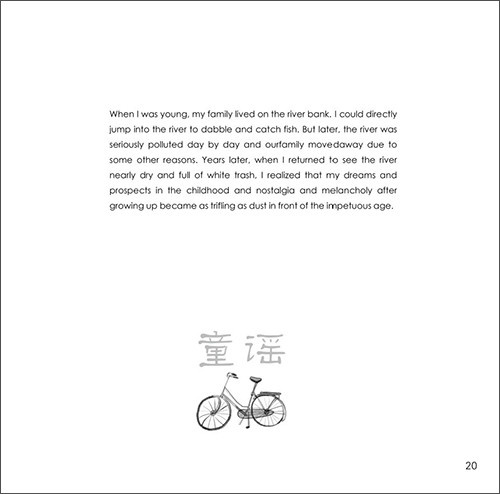 When I was young, my family lived on the river bank. I could directly
jump into the river to dabble and catch fish. But later, the river was
seriously polluted day by day and ourfamily movedaway due to
some other reasons. Years later, when I returned to see the river
nearly dry and full of white trash, I realized that my dreams and
prospects in the childhood and nostalgia and melancholy after
growing up became as trifling as dust in front of the impetuous age.
童谣
20